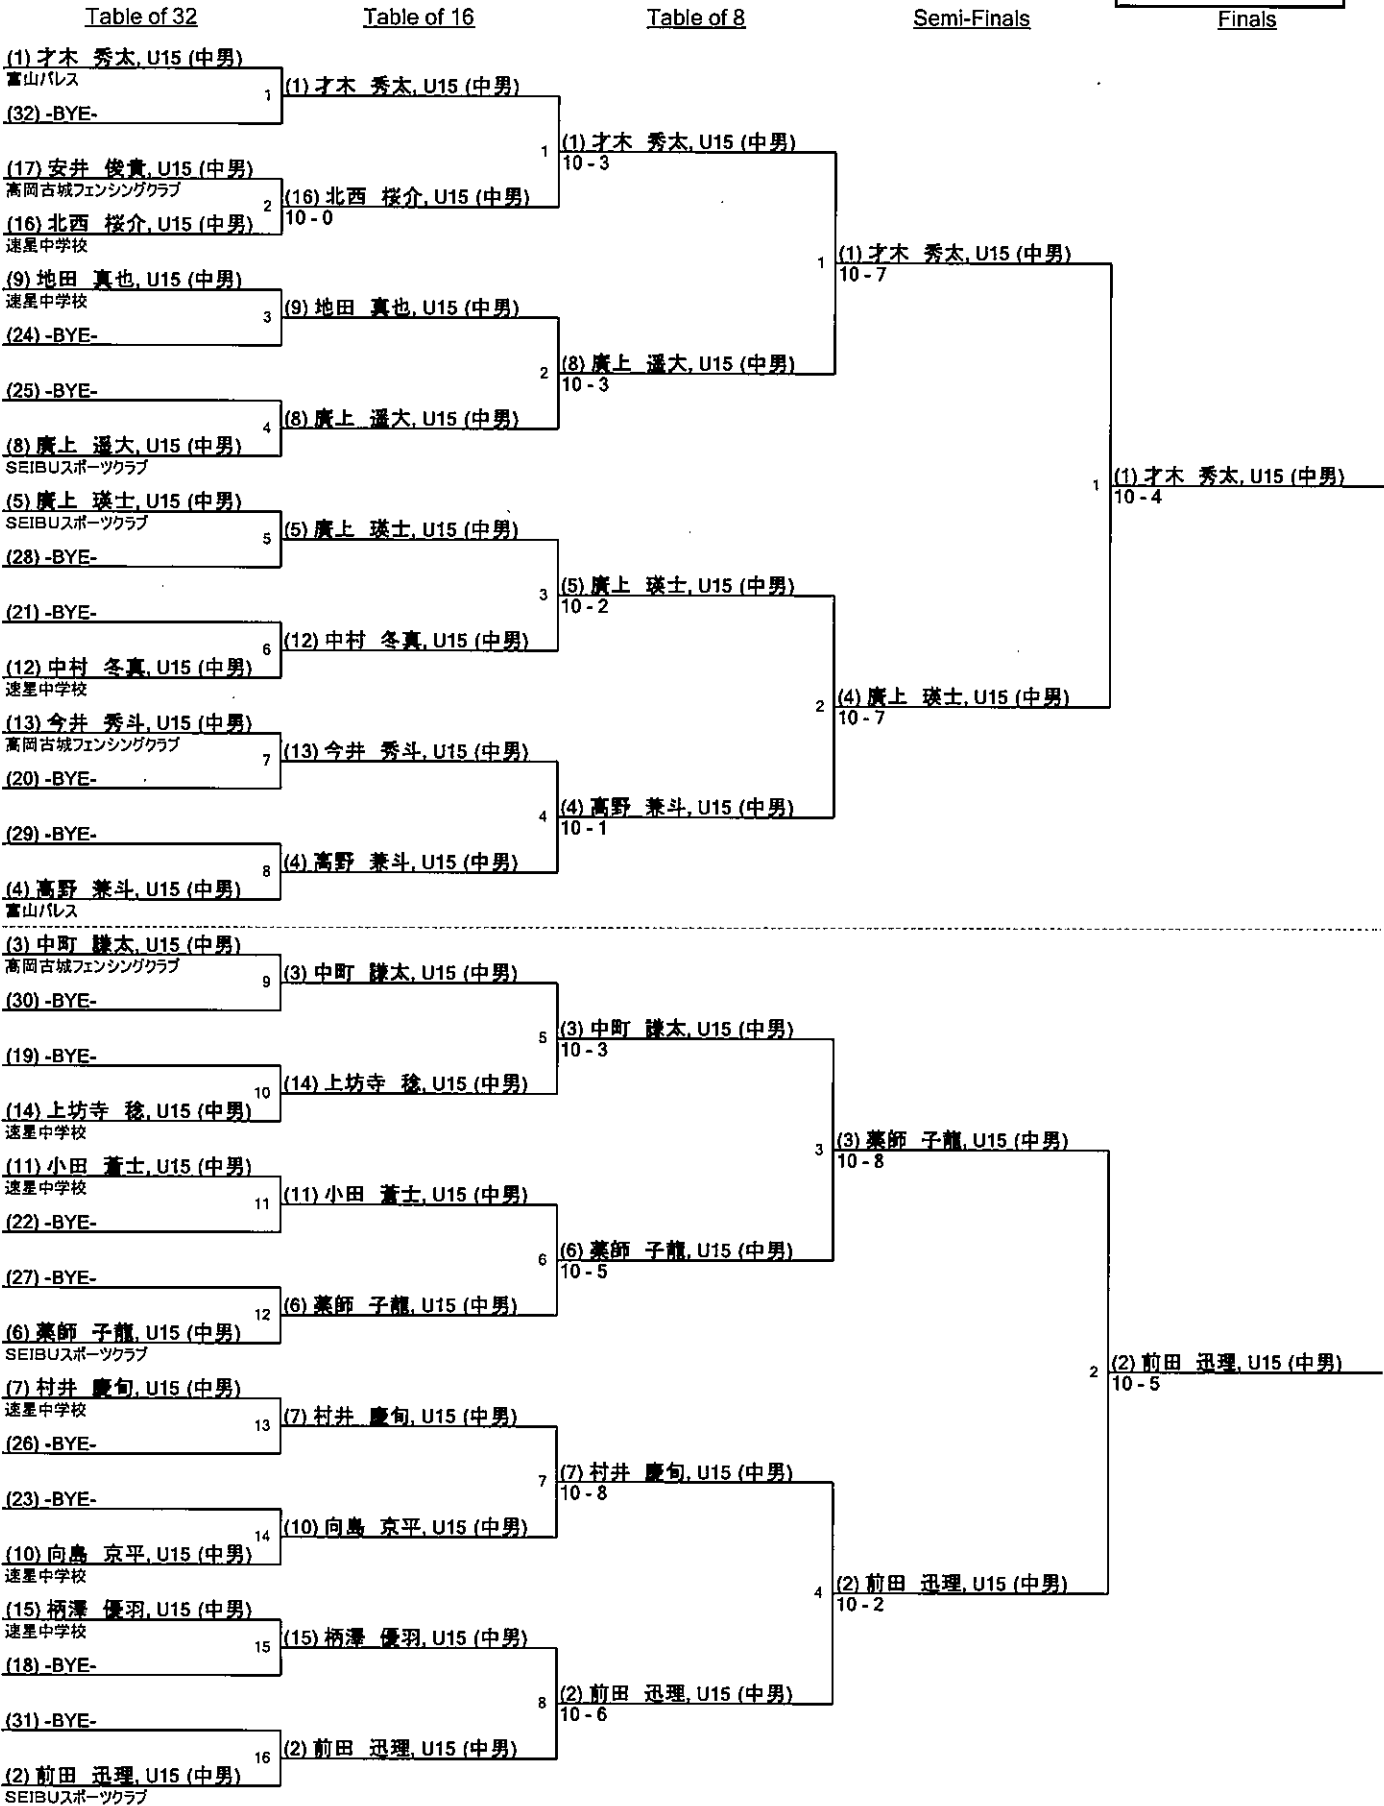 Table of 32
Table of 16
Table of 8
Semi-Finals
Finals
(1) 才木 秀太, U15 (中男)
富山パレス
(32) -BYE-
(17) 安井 俊貴, U15 (中男)
高岡古城フェンシングクラブ
(16) 北西 桜介, U15 (中男)
速星中学校
(9) 地田 真也, U15 (中男)
速星中学校
(24) -BYE-
(25) -BYE-
(8) 廣上 遥大, U15 (中男)
SEIBUスポーツクラブ
(5) 廣上 瑛士, U15 (中男)
SEIBUスポーツクラブ
(28) -BYE-
(21) -BYE-
(12) 中村 冬真, U15 (中男)
速星中学校
(13) 今井 秀斗, U15 (中男)
高岡古城フェンシングクラブ
(20) -BYE-
(29) -BYE-
(4) 高野 兼斗, U15 (中男)
富山パレス
(3) 中町 謙太, U15 (中男)
高岡古城フェンシングクラブ
(30) -BYE-
(19) -BYE-
(14) 上坊寺 稔, U15 (中男)
速星中学校
(11) 小田 蒼士, U15 (中男)
速星中学校
(22) -BYE-
(27) -BYE-
(6) 薬師 子龍, U15 (中男)
SEIBUスポーツクラブ
(7) 村井 慶旬, U15 (中男)
速星中学校
(26) -BYE-
(23) -BYE-
(10) 向島 京平, U15 (中男)
速星中学校
(15) 柄澤 優羽, U15 (中男)
速星中学校
(18) -BYE-
(31) -BYE-
(2) 前田 迅理, U15 (中男)
SEIBUスポーツクラブ
1 (1) 才木 秀太, U15 (中男)
2 (16) 北西 桜介, U15 (中男)
10 - 0
3 (9) 地田 真也, U15 (中男)
4 (8) 廣上 遥大, U15 (中男)
5 (5) 廣上 瑛士, U15 (中男)
6 (12) 中村 冬真, U15 (中男)
7 (13) 今井 秀斗, U15 (中男)
8 (4) 高野 兼斗, U15 (中男)
9 (3) 中町 謙太, U15 (中男)
10 (14) 上坊寺 稔, U15 (中男)
11 (11) 小田 蒼士, U15 (中男)
12 (6) 薬師 子龍, U15 (中男)
13 (7) 村井 慶旬, U15 (中男)
14 (10) 向島 京平, U15 (中男)
15 (15) 柄澤 優羽, U15 (中男)
16 (2) 前田 迅理, U15 (中男)
1 (1) 才木 秀太, U15 (中男)
10 - 3
2 (8) 廣上 遥大, U15 (中男)
10 - 3
3 (5) 廣上 瑛士, U15 (中男)
10 - 2
4 (4) 高野 兼斗, U15 (中男)
10 - 1
5 (3) 中町 謙太, U15 (中男)
10 - 3
6 (6) 薬師 子龍, U15 (中男)
10 - 5
7 (7) 村井 慶旬, U15 (中男)
10 - 8
8 (2) 前田 迅理, U15 (中男)
10 - 6
1 (1) 才木 秀太, U15 (中男)
10 - 7
2 (4) 廣上 瑛士, U15 (中男)
10 - 7
3 (3) 薬師 子龍, U15 (中男)
10 - 8
4 (2) 前田 迅理, U15 (中男)
10 - 2
1 (1) 才木 秀太, U15 (中男)
10 - 4
2 (2) 前田 迅理, U15 (中男)
10 - 5